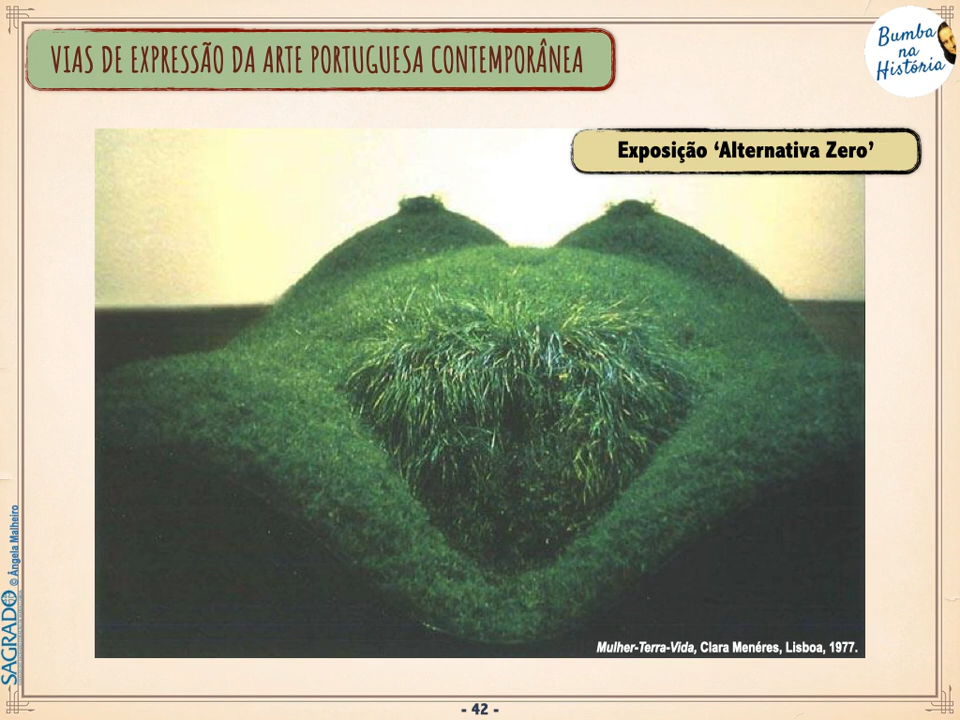 VIAS DE EXPRESSÃO DA ARTE PORTUGUESA CONTEMPORÂNEA
Bumba
na
História
Exposição ‘Alternativa Zero’
Mulher-Terra-Vida, Clara Menéres, Lisboa, 1977.
SAGRADO
© Ângela Malheiro
- 42 -